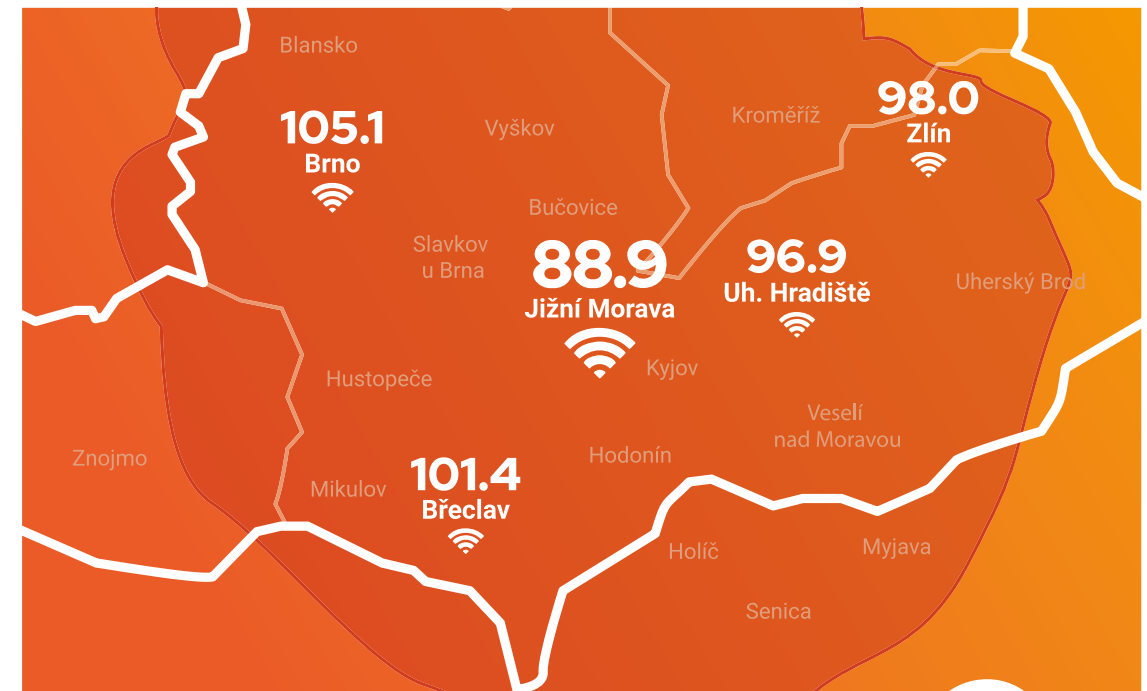 Blansko
105.1
Brno
Vyškov
Kroměříž
98.0
Zlín
Bučovice
Slavkov
u Brna
88.9
Jižní Morava
96.9
Uh. Hradiště
Uherský Brod
Hustopeče
Kyjov
Veselí
nad Moravou
Znojmo
Mikulov
101.4
Břeclav
Hodonín
Holíč
Myjava
Senica